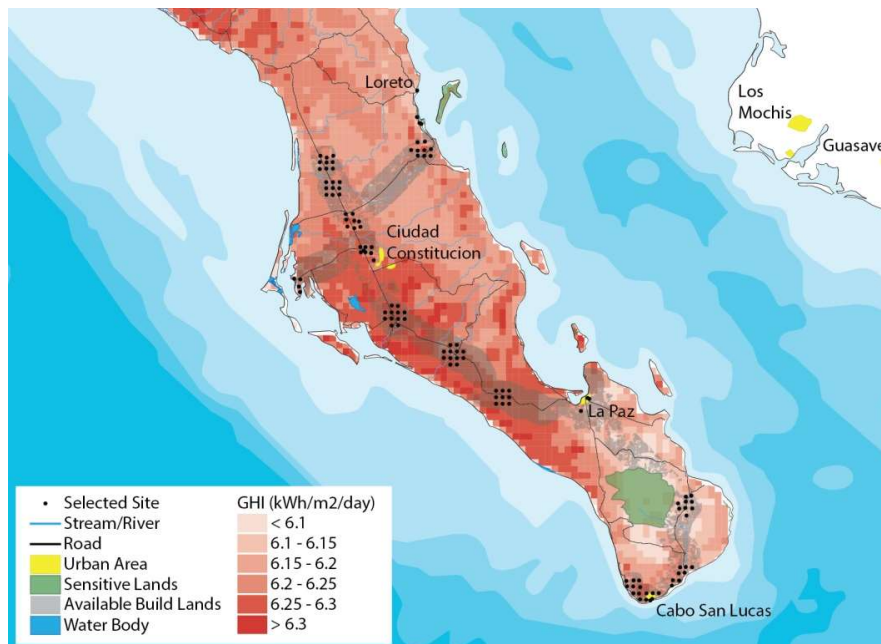 Loreto
Los
Mochis
Guasave
Ciudad
Constitucion
La Paz
Cabo San Lucas
Selected Site
Stream/River
Road
Urban Area
Sensitive Lands
Available Build Lands
Water Body
GHI (kWh/m2/day)
< 6.1
6.1 - 6.15
6.15 - 6.2
6.2 - 6.25
6.25 - 6.3
> 6.3